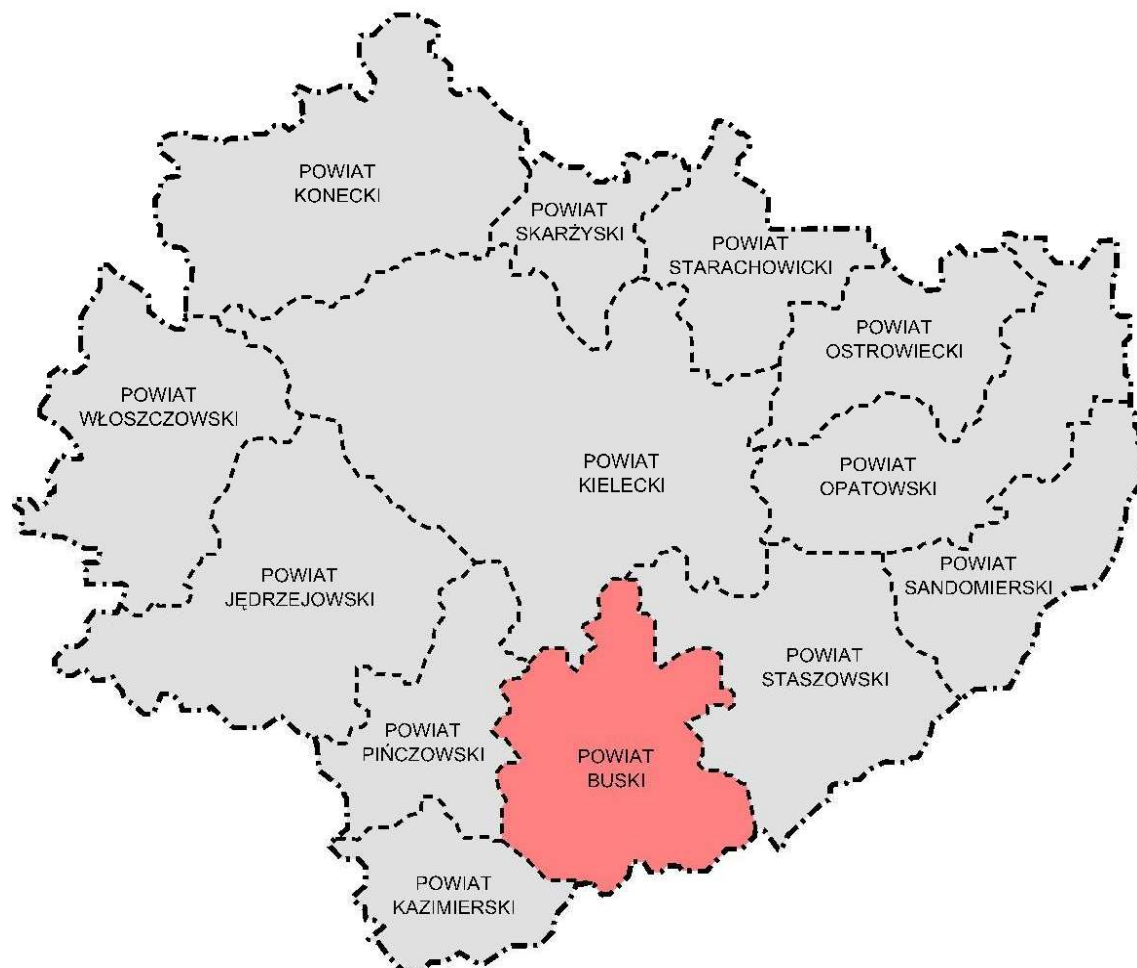 POWIAT
KONECKI
POWIAT
SKARŻYSKI
POWIAT
STARACHOWICKI
POWIAT
OSTROWIECKI
POWIAT
WŁOSZCZOWSKI
POWIAT
KIELECKI
POWIAT
OPATOWSKI
POWIAT
JĘDRZEJOWSKI
POWIAT
SANDOMIERSKI
POWIAT
STASZOWSKI
POWIAT
PIŃCZOWSKI
POWIAT
BUSKI
POWIAT
KAZIMIERSKI